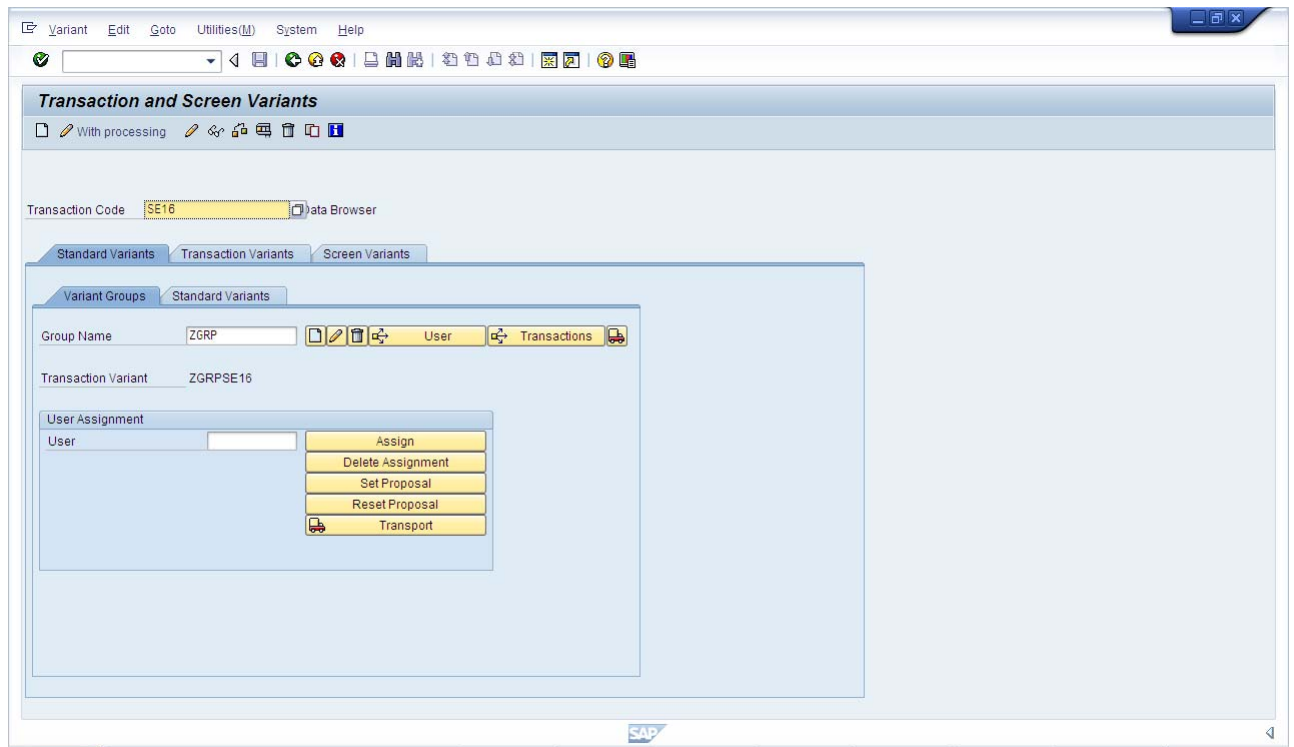 Variant Edit Goto Utilities(M) System Help
Transaction and Screen Variants
With processing
Transaction Code SE16 Data Browser
Standard Variants Transaction Variants Screen Variants
Variant Groups Standard Variants
Group Name ZGRP User Transactions
Transaction Variant ZGRPSE16
User Assignment
User Assign
Delete Assignment
Set Proposal
Reset Proposal
Transport
SAP